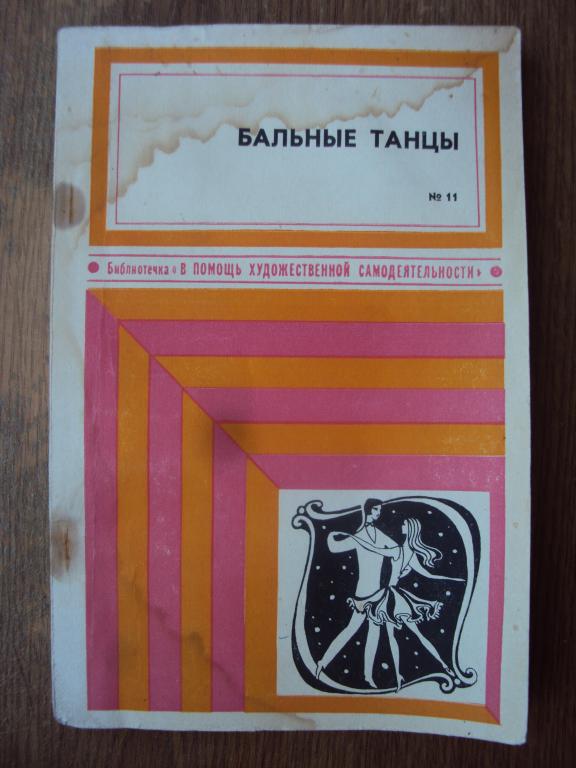 БАЛЬНЫЕ ТАНЦЫ
№ 11
Библиотечка «В ПОМОЩЬ ХУДОЖЕСТВЕННОЙ САМОДЕЯТЕЛЬНОСТИ»